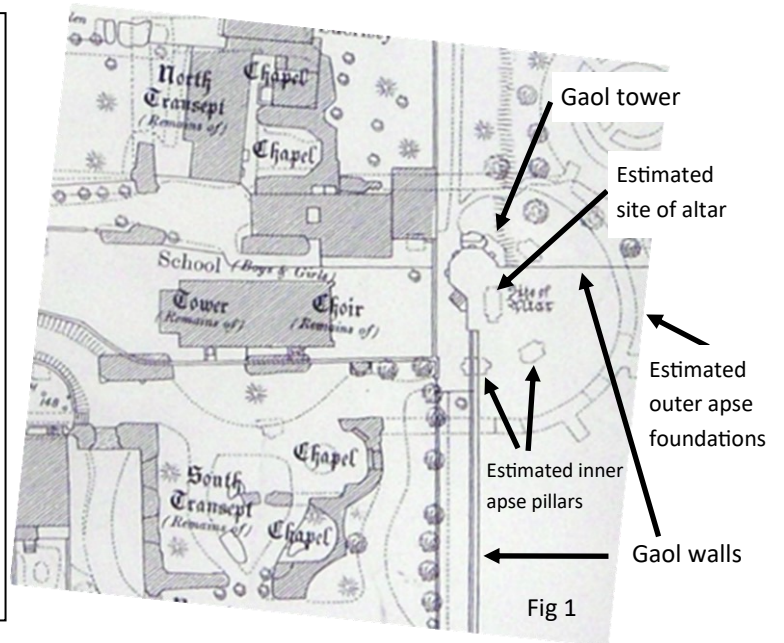 North
Transept
(Remains of)
Chapel
Chapel
School (Boys & Girls)
Tower
(Remains of)
Choir
(Remains of)
Site of
Altar
148
South
Transept
(Remains of)
Chapel
Chapel
Gaol tower
Estimated
site of altar
Estimated
outer apse
foundations
Estimated inner
apse pillars
Gaol walls
Fig 1